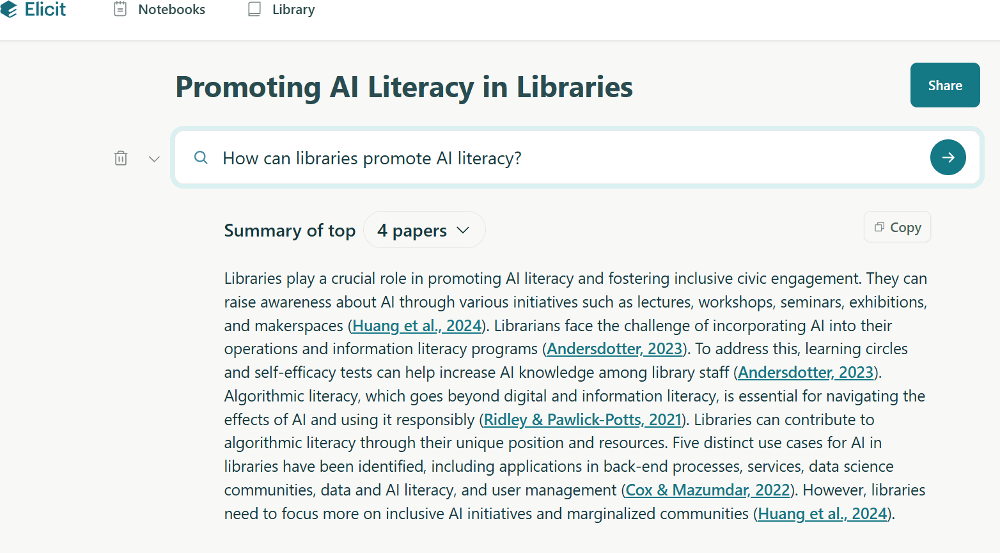 Elicit
Notebooks
Library
Promoting AI Literacy in Libraries
Share
How can libraries promote AI literacy?
Summary of top
4 papers
Copy
Libraries play a crucial role in promoting AI literacy and fostering inclusive civic engagement. They can
raise awareness about AI through various initiatives such as lectures, workshops, seminars, exhibitions,
and makerspaces (Huang et al., 2024). Librarians face the challenge of incorporating AI into their
operations and information literacy programs (Andersdotter, 2023). To address this, learning circles
and self-efficacy tests can help increase AI knowledge among library staff (Andersdotter, 2023).
Algorithmic literacy, which goes beyond digital and information literacy, is essential for navigating the
effects of AI and using it responsibly (Ridley & Pawlick-Potts, 2021). Libraries can contribute to
algorithmic literacy through their unique position and resources. Five distinct use cases for AI in
libraries have been identified, including applications in back-end processes, services, data science
communities, data and AI literacy, and user management (Cox & Mazumdar, 2022). However, libraries
need to focus more on inclusive AI initiatives and marginalized communities (Huang et al., 2024).